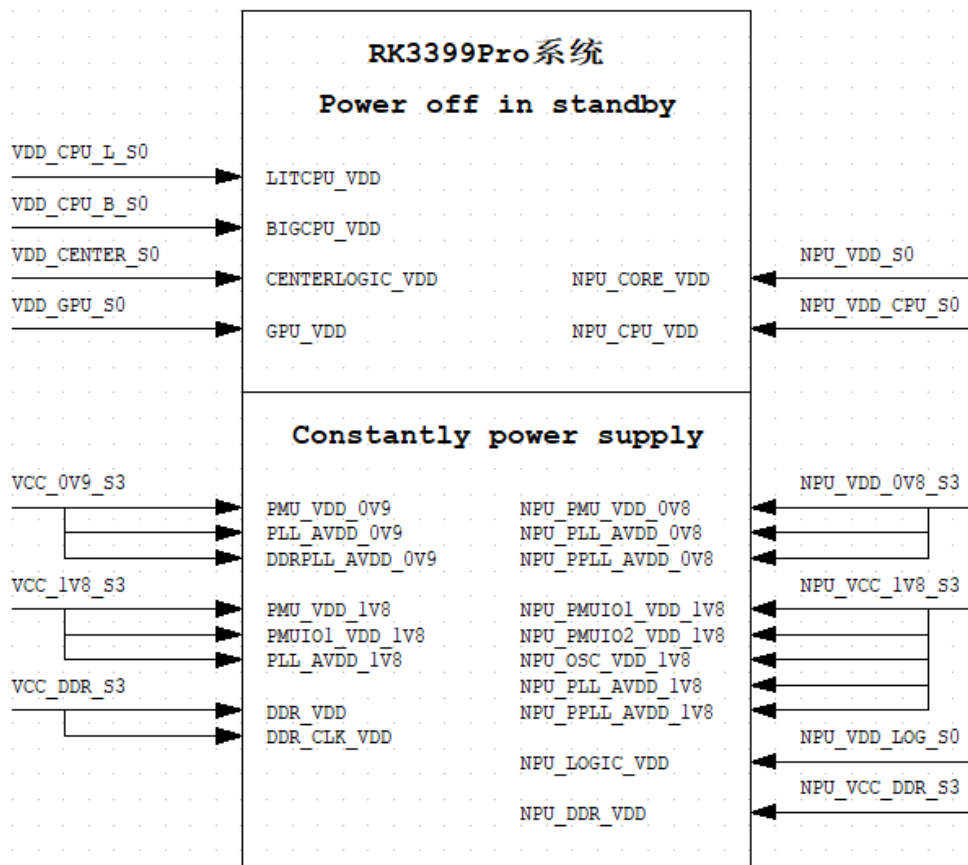 RK3399Pro系统
Power off in standby
VDD_CPU_L_S0
LITCPU_VDD
VDD_CPU_B_S0
BIGCPU_VDD
VDD_CENTER_S0
NPU_VDD_S0
CENTERLOGIC_VDD
NPU_CORE_VDD
VDD_GPU_S0
NPU_VDD_CPU_S0
GPU_VDD
NPU_CPU_VDD
Constantly power supply
VCC_0V9_S3
NPU_VDD_0V8_S3
PMU_VDD_0V9
NPU_PMU_VDD_0V8
PLL_AVDD_0V9
NPU_PLL_AVDD_0V8
DDRPLL_AVDD_0V9
NPU_PPLL_AVDD_0V8
VCC_1V8_S3
NPU_VCC_1V8_S3
PMU_VDD_1V8
NPU_PMUIO1_VDD_1V8
PMUIO1_VDD_1V8
NPU_PMUIO2_VDD_1V8
PLL_AVDD_1V8
NPU_OSC_VDD_1V8
VCC_DDR_S3
NPU_PLL_AVDD_1V8
DDR_VDD
NPU_PPLL_AVDD_1V8
DDR_CLK_VDD
NPU_VDD_LOG_S0
NPU_LOGIC_VDD
NPU_VCC_DDR_S3
NPU_DDR_VDD